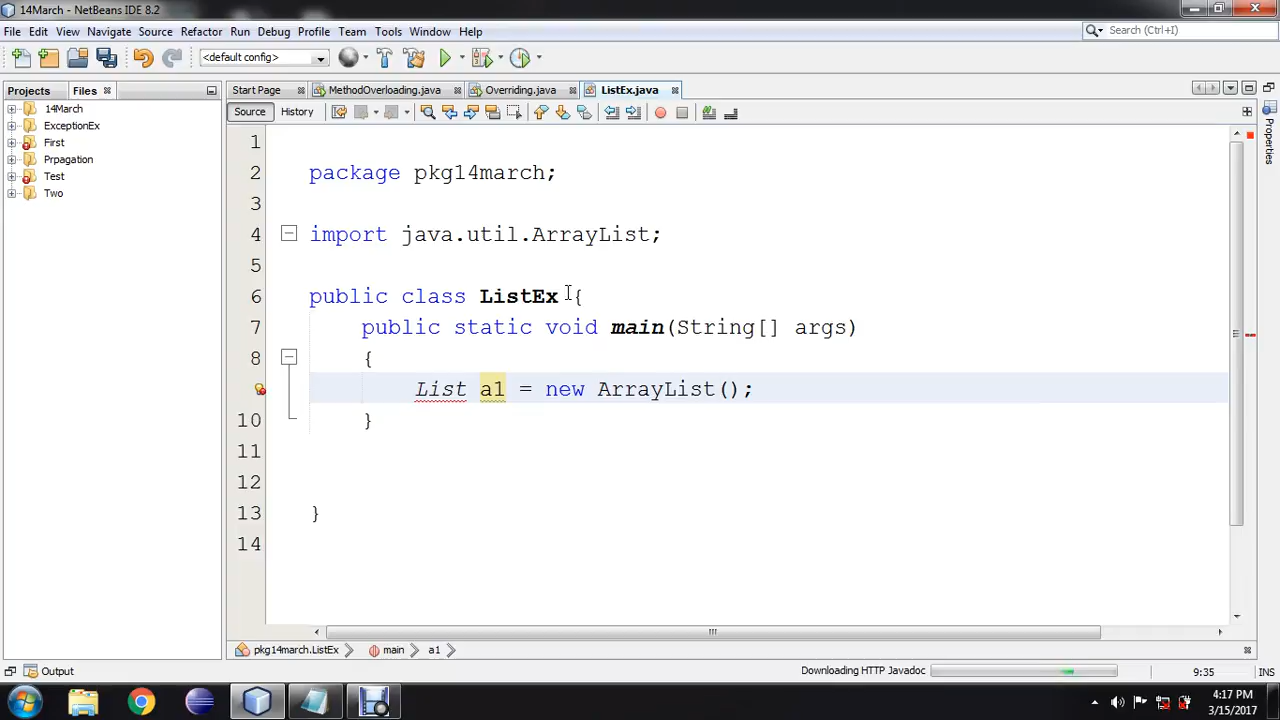 14March - NetBeans IDE 8.2
File Edit View Navigate Source Refactor Run Debug Profile Team Tools Window Help
Search (Ctrl+I)
<default config>
Projects Files
Start Page MethodOverloading.java Overriding.java ListEx.java
Source History
14March
ExceptionEx
First
Prpagation
Test
Two
Properties
1
2 package pkg14march;
3
4 import java.util.ArrayList;
5
6 public class ListEx {
7 public static void main(String[] args)
8 {
List a1 = new ArrayList();
10 }
11
12
13 }
14
pkg14march.ListEx main a1
Output
Downloading HTTP Javadoc
9:35 INS
4:17 PM
3/15/2017